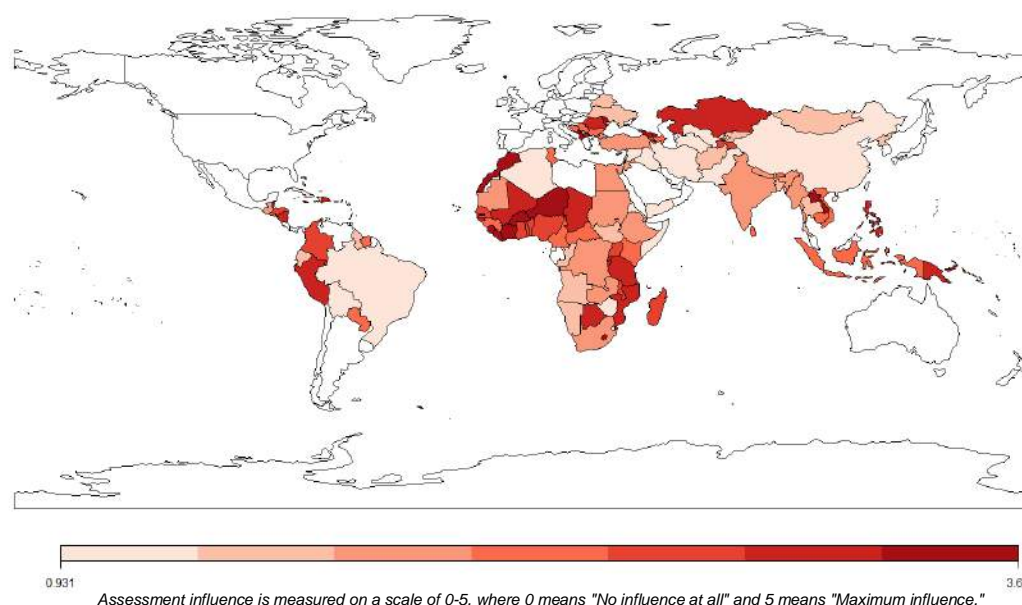 0.931
3.6
Assessment influence is measured on a scale of 0-5, where 0 means "No influence at all" and 5 means "Maximum influence."